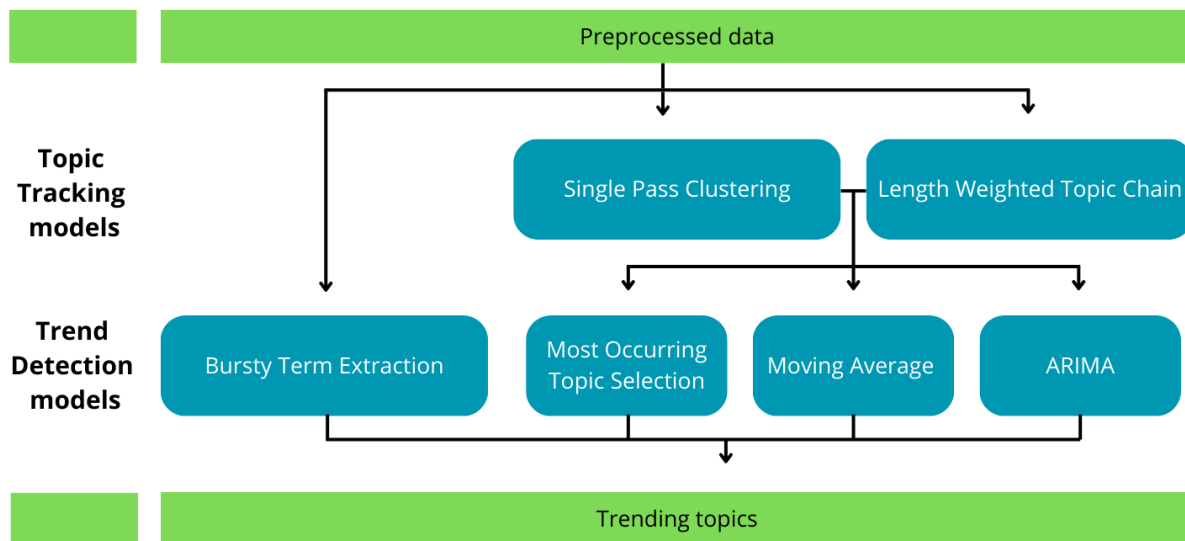 Preprocessed data
Topic
Tracking
models
Single Pass Clustering
Length Weighted Topic Chain
Trend
Detection
models
Bursty Term Extraction
Most Occurring
Topic Selection
Moving Average
ARIMA
Trending topics